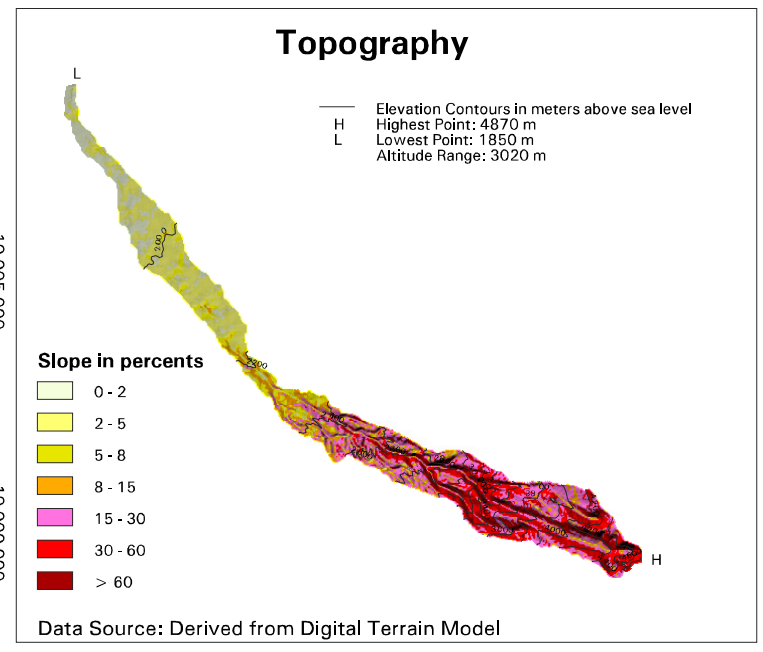 Topography
L
Elevation Contours in meters above sea level
H Highest Point: 4870 m
L Lowest Point: 1850 m
Altitude Range: 3020 m
Slope in percents
0 - 2
2 - 5
5 - 8
8 - 15
15 - 30
30 - 60
> 60
H
Data Source: Derived from Digital Terrain Model